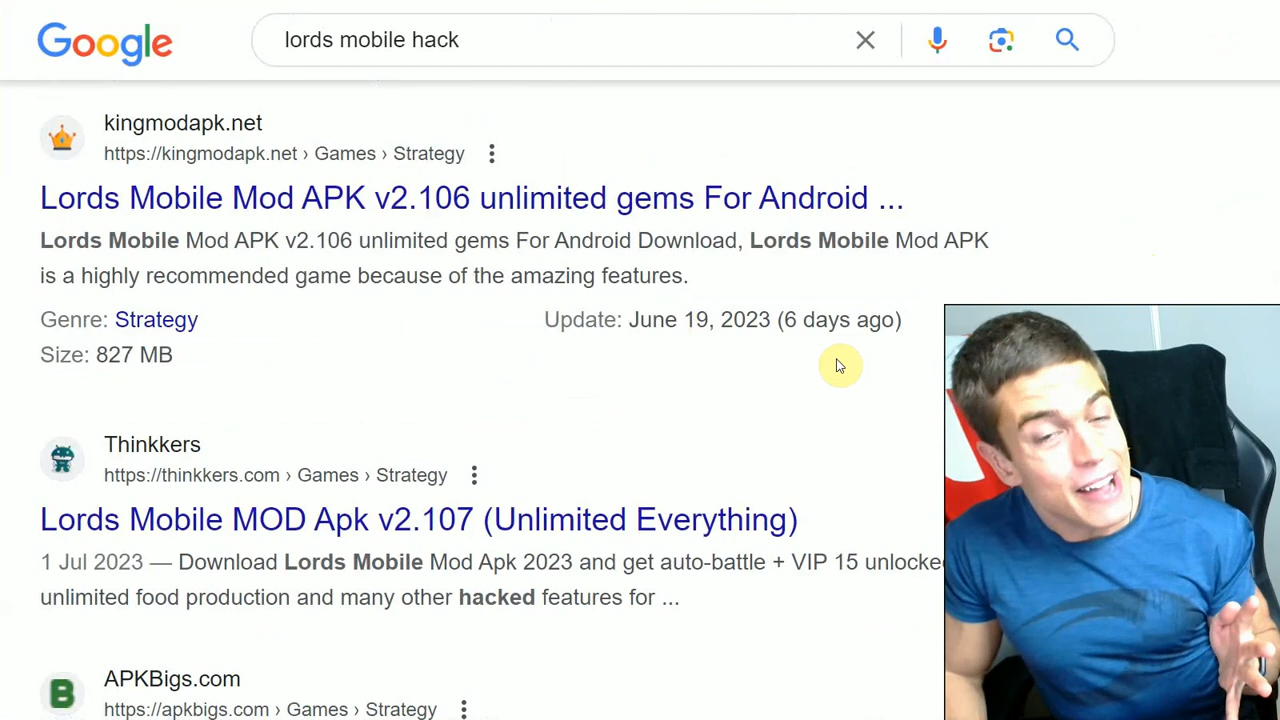 Google
lords mobile hack
kingmodapk.net
https://kingmodapk.net › Games › Strategy
Lords Mobile Mod APK v2.106 unlimited gems For Android ...
Lords Mobile Mod APK v2.106 unlimited gems For Android Download, Lords Mobile Mod APK
is a highly recommended game because of the amazing features.
Genre: Strategy
Update: June 19, 2023 (6 days ago)
Size: 827 MB
Thinkkers
https://thinkkers.com › Games › Strategy
Lords Mobile MOD Apk v2.107 (Unlimited Everything)
1 Jul 2023 — Download Lords Mobile Mod Apk 2023 and get auto-battle + VIP 15 unlocked
unlimited food production and many other hacked features for ...
B
APKBigs.com
https://apkbigs.com › Games › Strategy